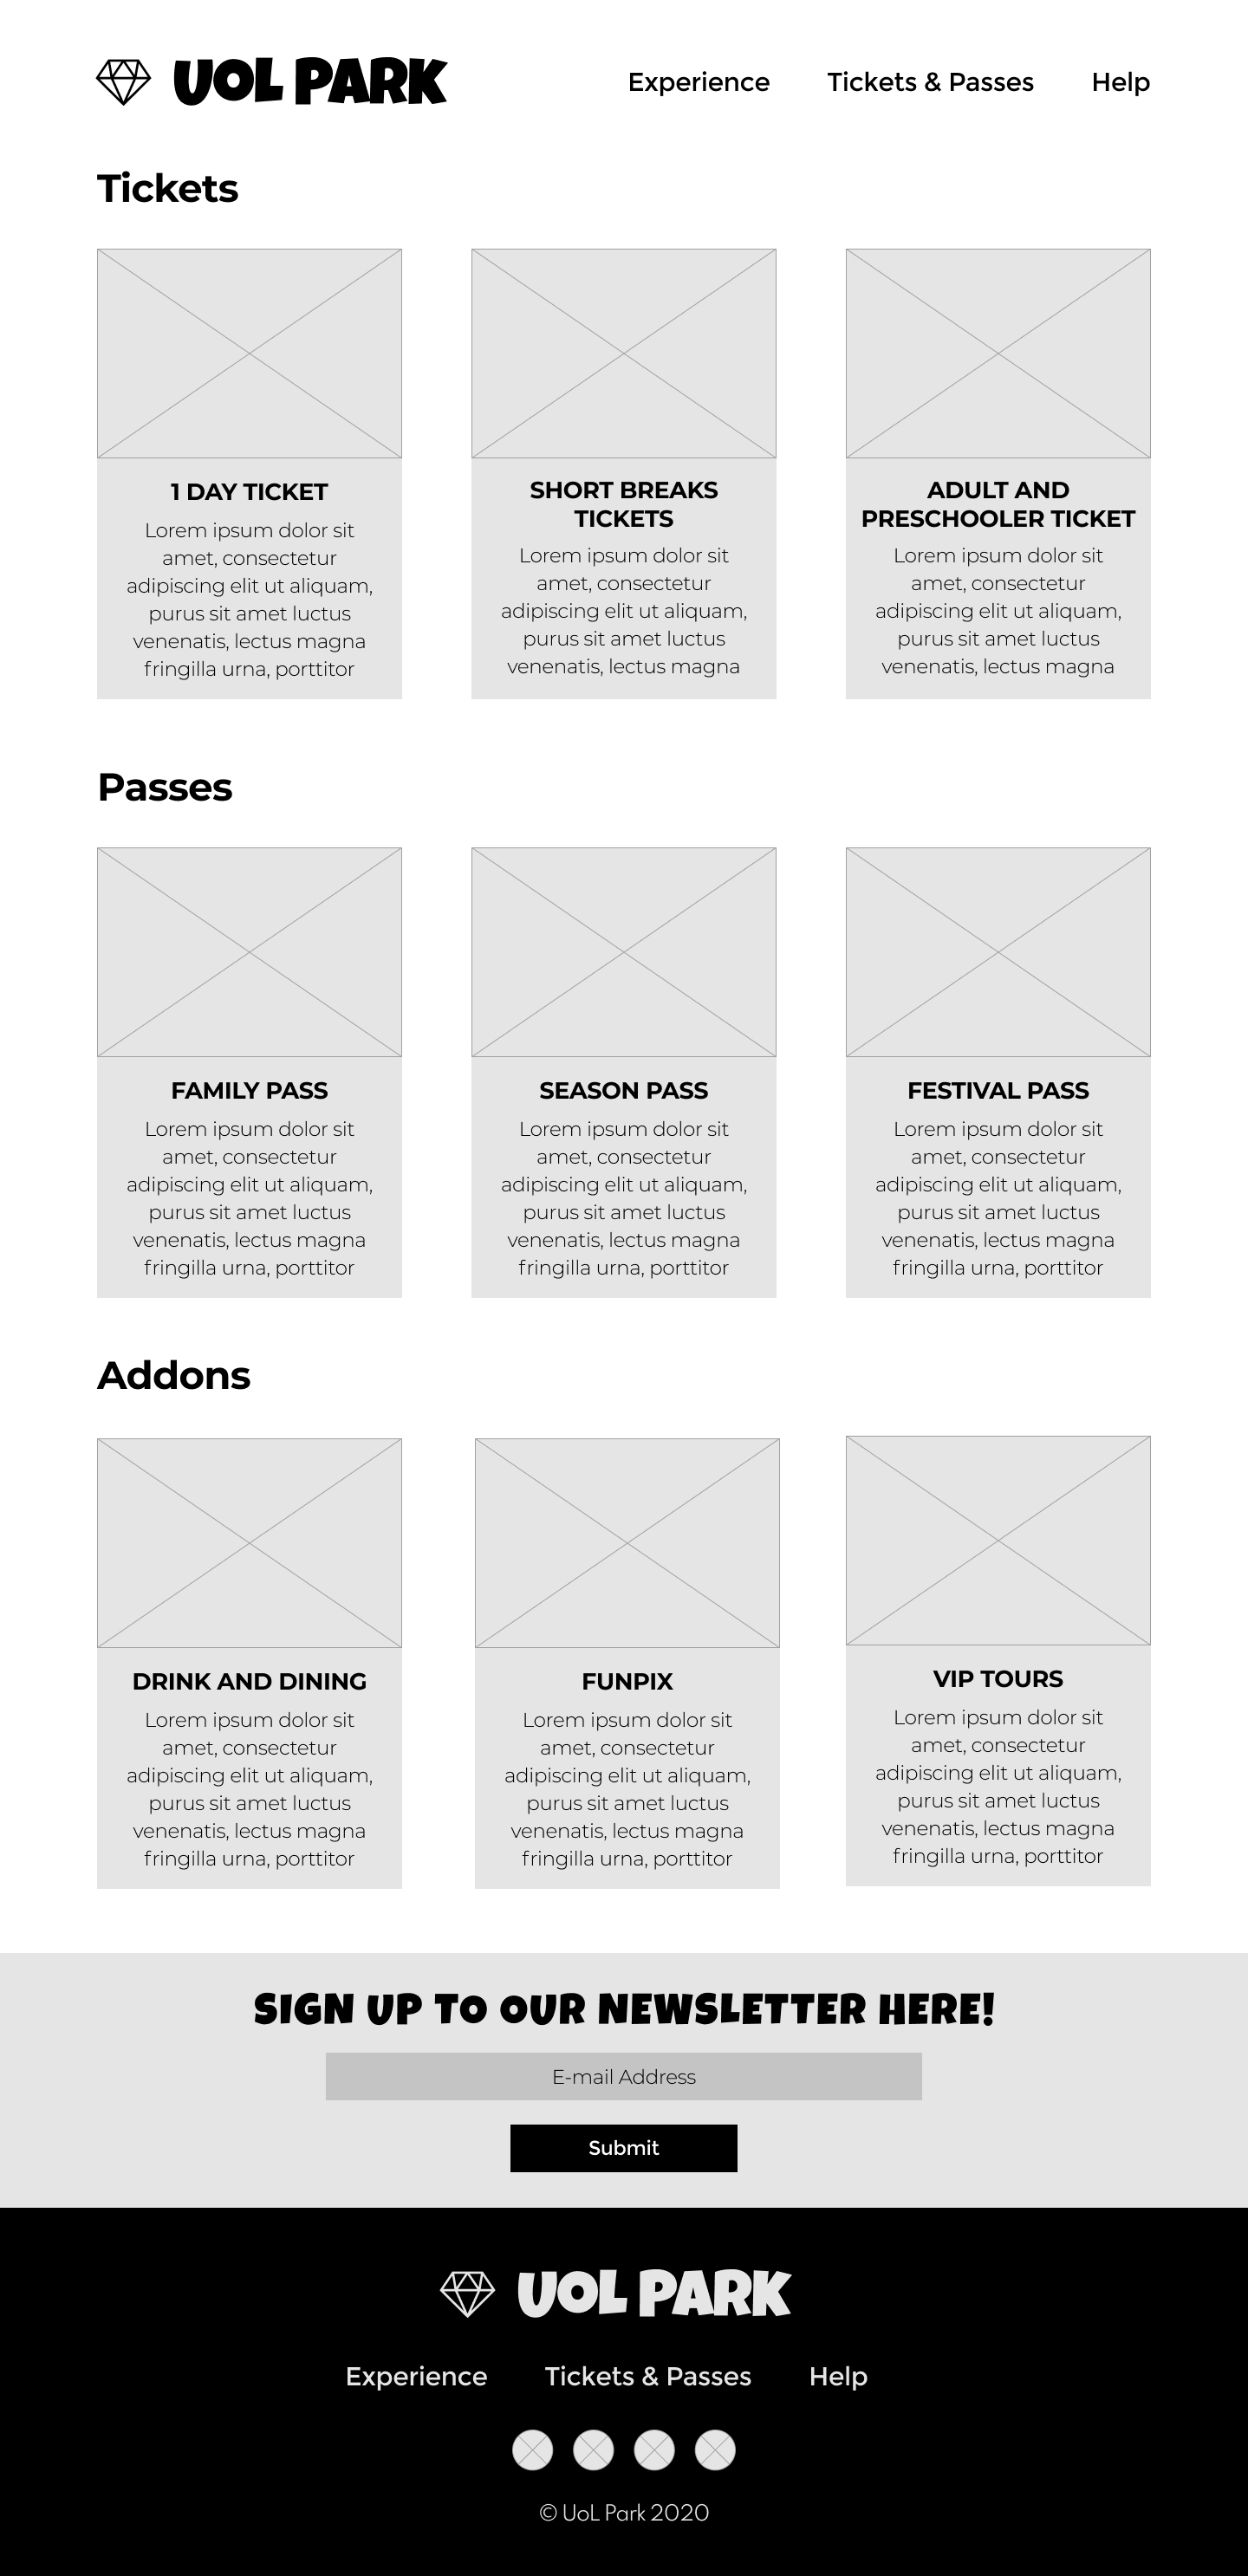 UOL PARK
Experience
Tickets & Passes
Help
Tickets
1 DAY TICKET
Lorem ipsum dolor sit
amet, consectetur
adipiscing elit ut aliquam,
purus sit amet luctus
venenatis, lectus magna
fringilla urna, porttitor
SHORT BREAKS
TICKETS
Lorem ipsum dolor sit
amet, consectetur
adipiscing elit ut aliquam,
purus sit amet luctus
venenatis, lectus magna
ADULT AND
PRESCHOOLER TICKET
Lorem ipsum dolor sit
amet, consectetur
adipiscing elit ut aliquam,
purus sit amet luctus
venenatis, lectus magna
Passes
FAMILY PASS
Lorem ipsum dolor sit
amet, consectetur
adipiscing elit ut aliquam,
purus sit amet luctus
venenatis, lectus magna
fringilla urna, porttitor
SEASON PASS
Lorem ipsum dolor sit
amet, consectetur
adipiscing elit ut aliquam,
purus sit amet luctus
venenatis, lectus magna
fringilla urna, porttitor
FESTIVAL PASS
Lorem ipsum dolor sit
amet, consectetur
adipiscing elit ut aliquam,
purus sit amet luctus
venenatis, lectus magna
fringilla urna, porttitor
Addons
DRINK AND DINING
Lorem ipsum dolor sit
amet, consectetur
adipiscing elit ut aliquam,
purus sit amet luctus
venenatis, lectus magna
fringilla urna, porttitor
FUNPIX
Lorem ipsum dolor sit
amet, consectetur
adipiscing elit ut aliquam,
purus sit amet luctus
venenatis, lectus magna
fringilla urna, porttitor
VIP TOURS
Lorem ipsum dolor sit
amet, consectetur
adipiscing elit ut aliquam,
purus sit amet luctus
venenatis, lectus magna
fringilla urna, porttitor
SIGN UP TO OUR NEWSLETTER HERE!
E-mail Address
Submit
UOL PARK
Experience
Tickets & Passes
Help
© UoL Park 2020